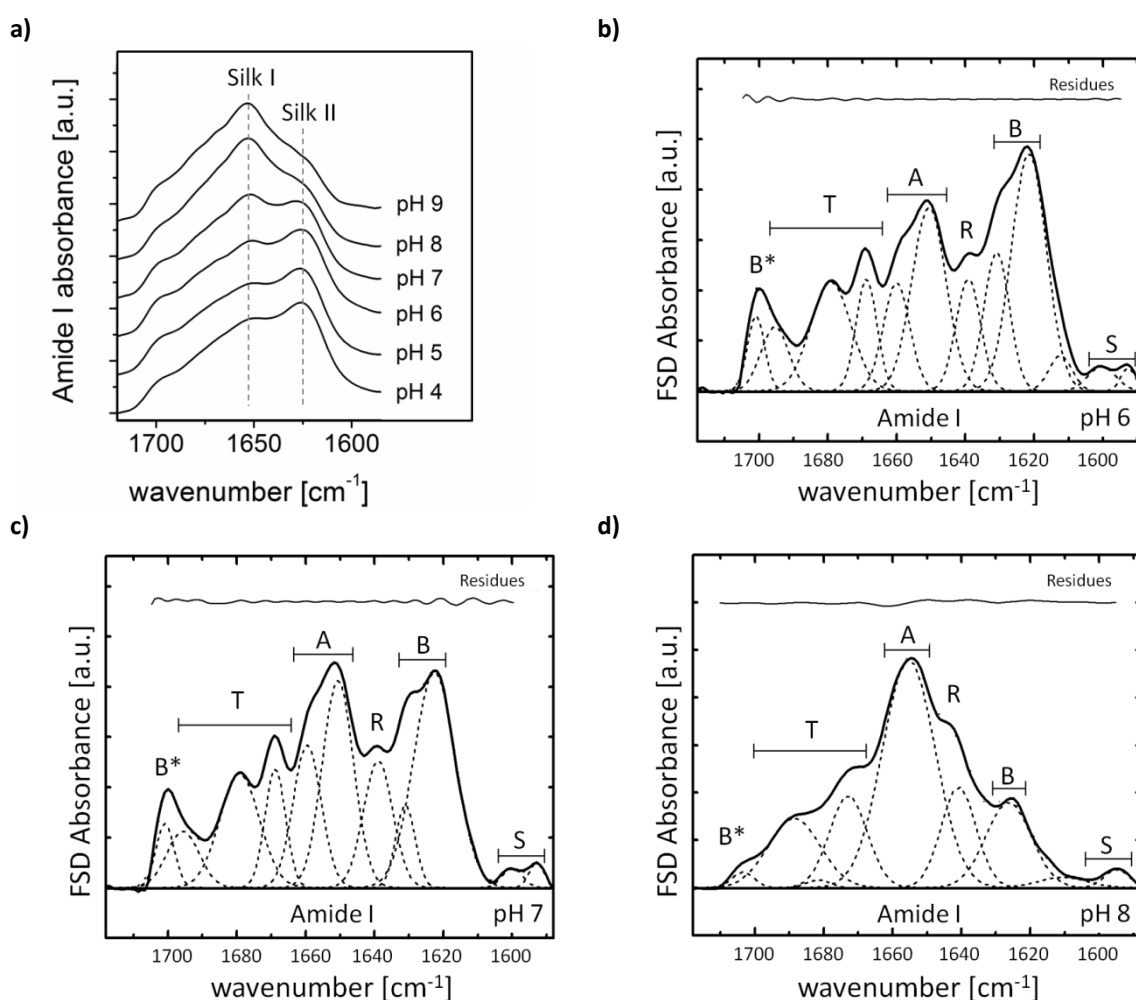 a)
Silk I
Silk II
pH 9
pH 8
pH 7
pH 6
pH 5
pH 4
Amide I absorbance [a.u.]
1700 1650 1600
wavenumber [cm-1]
b)
Residues
B
A
T
R
B*
S
FSD Absorbance [a.u.]
Amide I pH 6
1700 1680 1660 1640 1620 1600
wavenumber [cm-1]
c)
Residues
A
B
T
R
B*
S
FSD Absorbance [a.u.]
Amide I pH 7
1700 1680 1660 1640 1620 1600
wavenumber [cm-1]
d)
Residues
A
R
T
B
B*
S
FSD Absorbance [a.u.]
Amide I pH 8
1700 1680 1660 1640 1620 1600
wavenumber [cm-1]